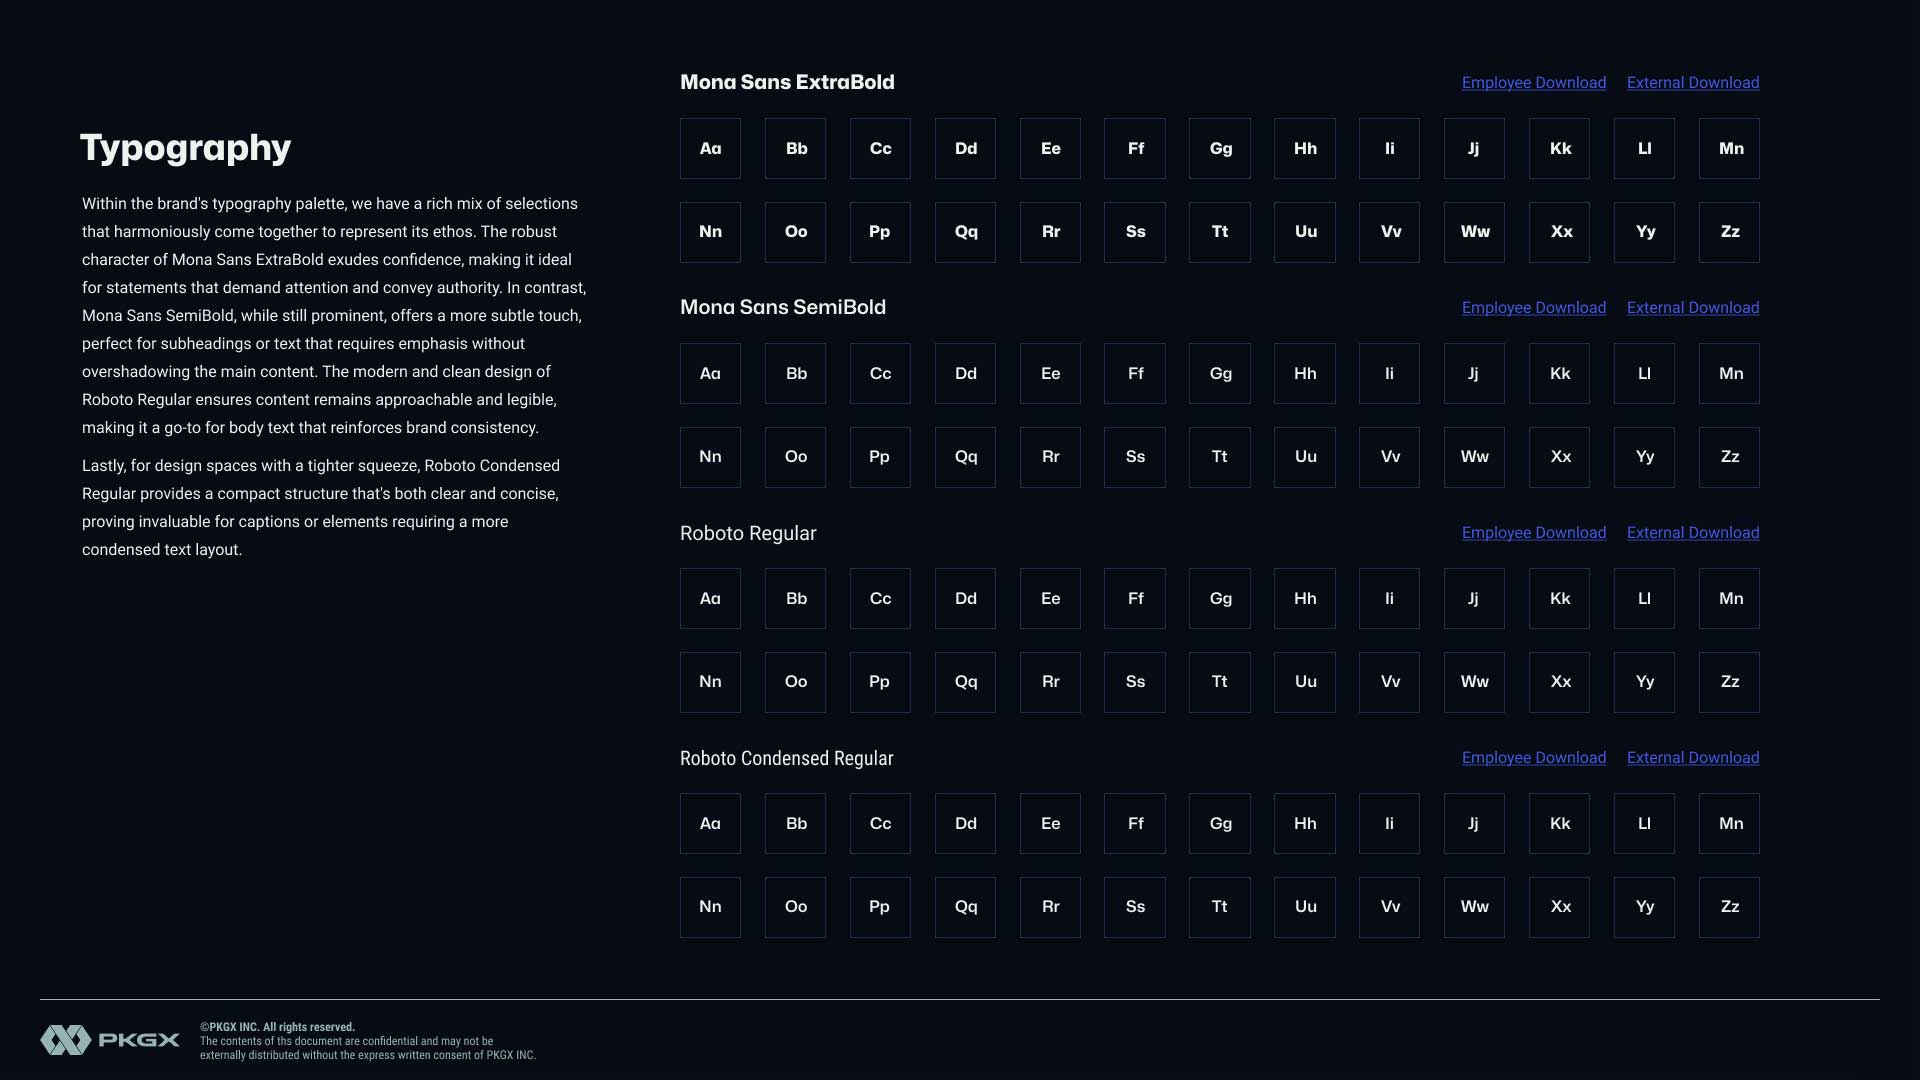 Typography
Within the brand's typography palette, we have a rich mix of selections
that harmoniously come together to represent its ethos. The robust
character of Mona Sans ExtraBold exudes confidence, making it ideal
for statements that demand attention and convey authority. In contrast,
Mona Sans SemiBold, while still prominent, offers a more subtle touch,
perfect for subheadings or text that requires emphasis without
overshadowing the main content. The modern and clean design of
Roboto Regular ensures content remains approachable and legible,
making it a go-to for body text that reinforces brand consistency.
Lastly, for design spaces with a tighter squeeze, Roboto Condensed
Regular provides a compact structure that's both clear and concise,
proving invaluable for captions or elements requiring a more
condensed text layout.
Mona Sans ExtraBold Employee Download External Download
Aa Bb Cc Dd Ee Ff Gg Hh Ii Jj Kk Ll Mn
Nn Oo Pp Qq Rr Ss Tt Uu Vv Ww Xx Yy Zz
Mona Sans SemiBold Employee Download External Download
Aa Bb Cc Dd Ee Ff Gg Hh Ii Jj Kk Ll Mn
Nn Oo Pp Qq Rr Ss Tt Uu Vv Ww Xx Yy Zz
Roboto Regular Employee Download External Download
Aa Bb Cc Dd Ee Ff Gg Hh Ii Jj Kk Ll Mn
Nn Oo Pp Qq Rr Ss Tt Uu Vv Ww Xx Yy Zz
Roboto Condensed Regular Employee Download External Download
Aa Bb Cc Dd Ee Ff Gg Hh Ii Jj Kk Ll Mn
Nn Oo Pp Qq Rr Ss Tt Uu Vv Ww Xx Yy Zz
PKGX
©PKGX INC. All rights reserved.
The contents of ths document are confidential and may not be
externally distributed without the express written consent of PKGX INC.